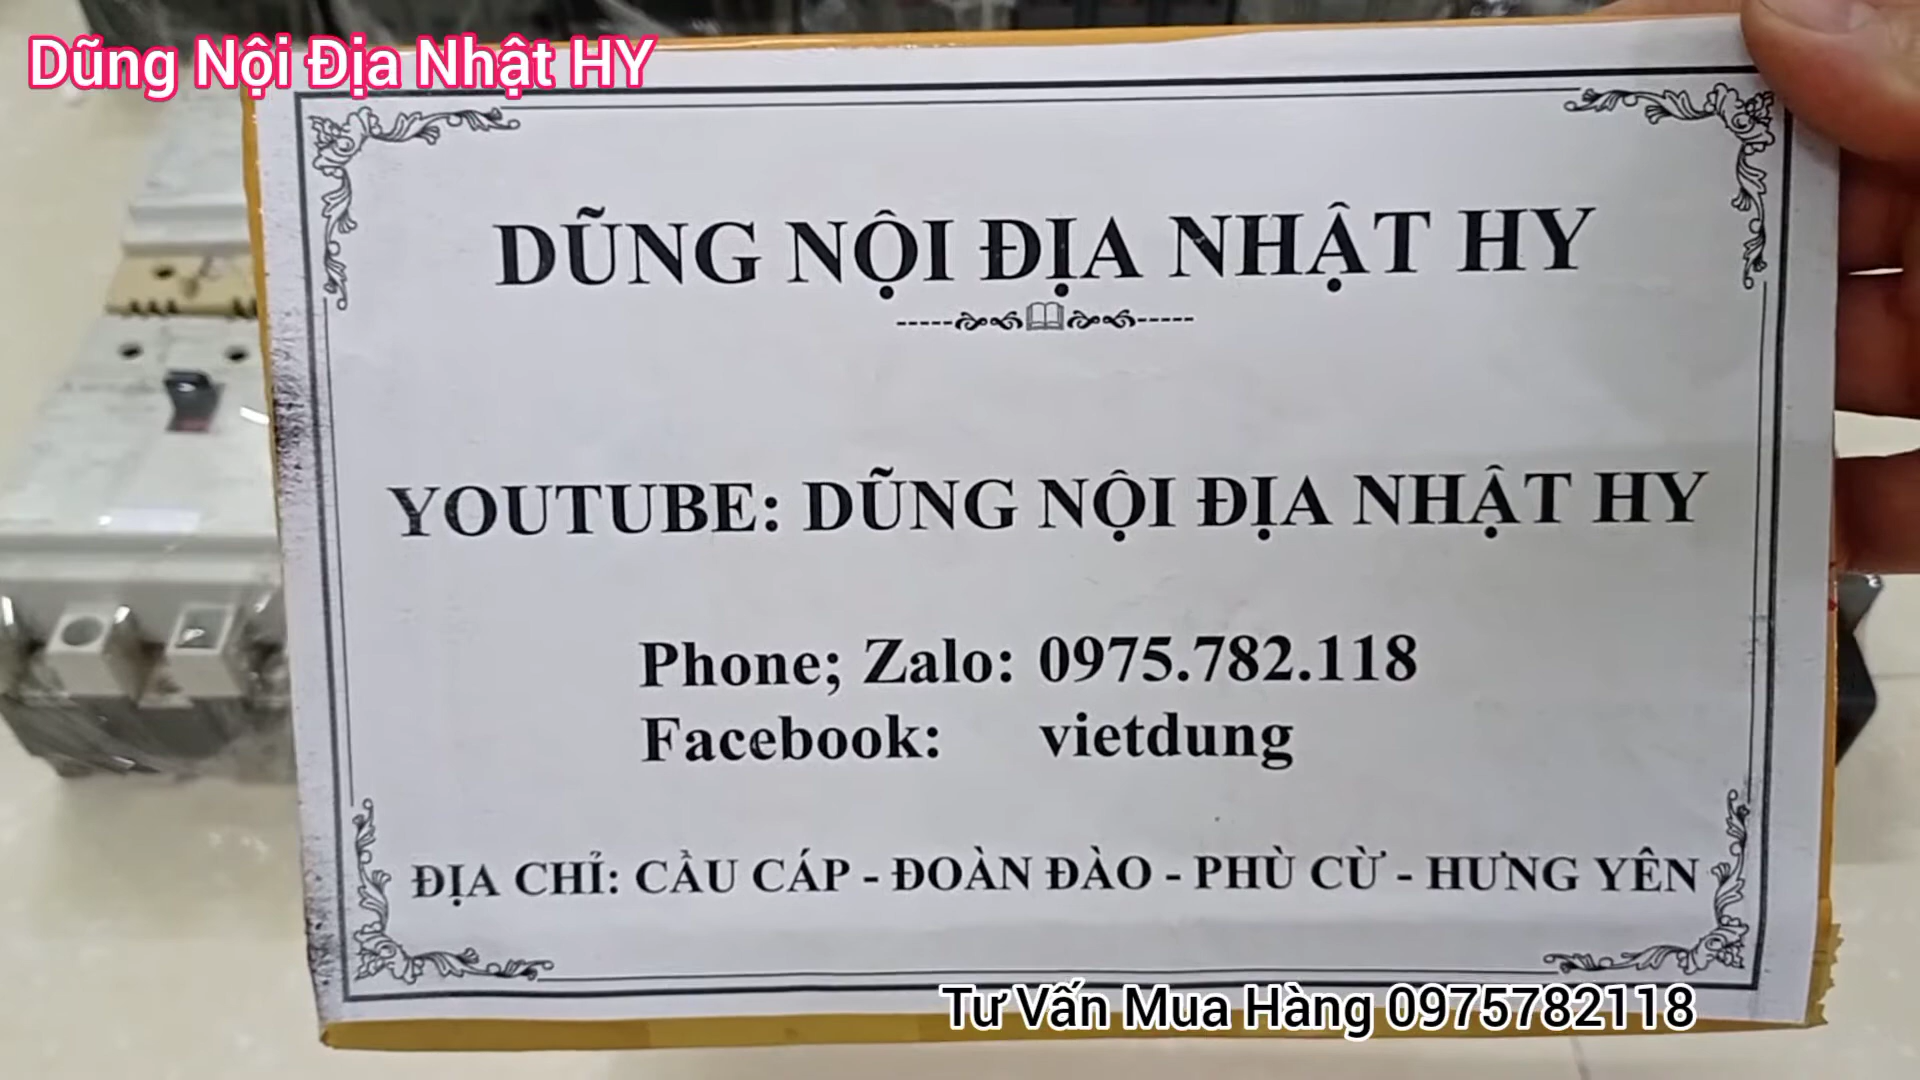 Dũng Nội Địa Nhật HY
DŨNG NỘI ĐỊA NHẬT HY
YOUTUBE: DŨNG NỘI ĐỊA NHẬT HY
Phone; Zalo: 0975.782.118
Facebook: vietdung
ĐỊA CHỈ: CẦU CÁP - ĐOÀN ĐÀO - PHÙ CỪ - HƯNG YÊN
Tư Vấn Mua Hàng 0975782118